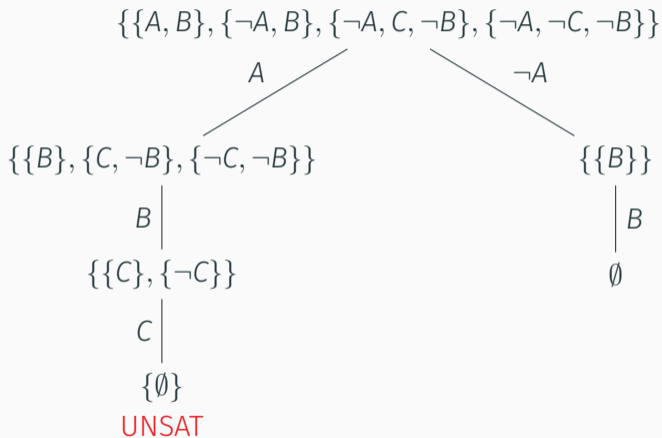 {{A, B}, {¬A, B}, {¬A, C, ¬B}, {¬A, ¬C, ¬B}}
A
¬A
{{B}, {C, ¬B}, {¬C, ¬B}}
{{B}}
B
B
{{C}, {¬C}}
∅
C
{∅}
UNSAT